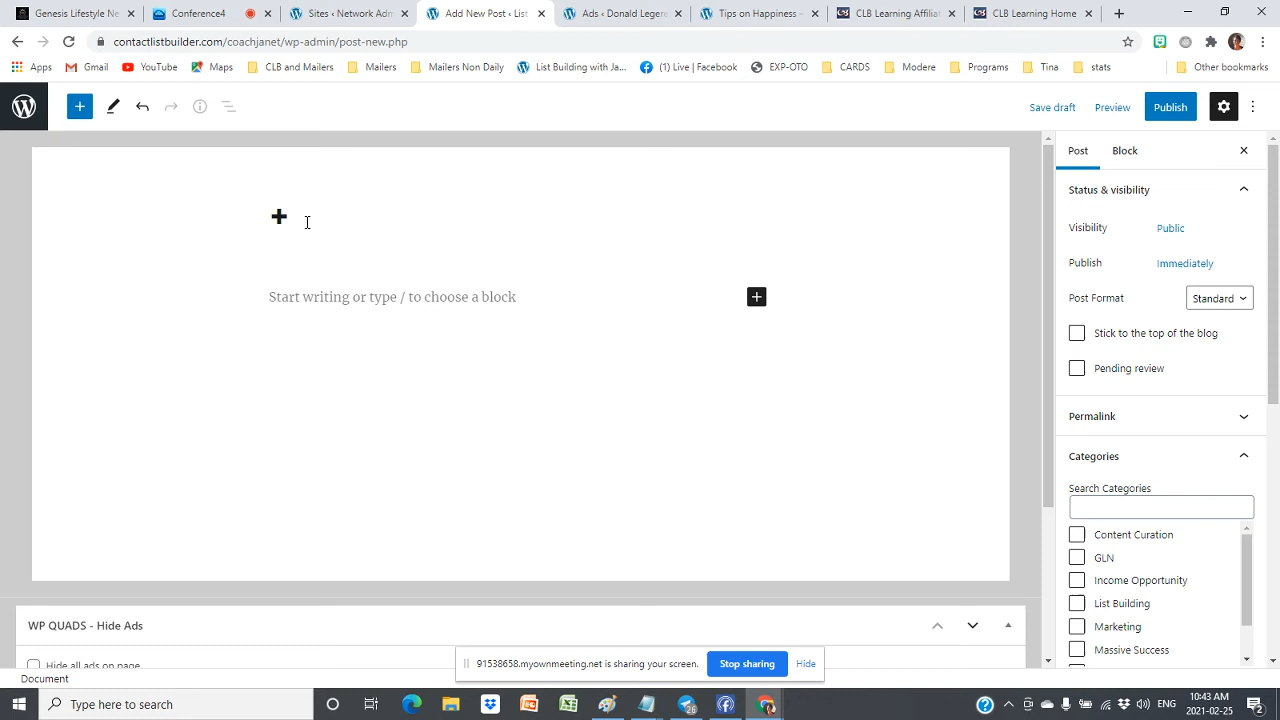 Genesis Lifestyle Ne
Conference4
Sites ‹ Network Adm
Add New Post ‹ List
Ads ‹ Donna Legere
Tips on Happiness -
CLB Learning Affiliat
CLB Learning Home
contactlistbuilder.com/coachjanet/wp-admin/post-new.php
Apps
Gmail
YouTube
Maps
CLB and Mailers
Mailers
Mailers Non Daily
List Building with Ja...
(1) Live | Facebook
EXP-OTO
CARDS
Modere
Programs
Tina
stats
Other bookmarks
Save draft
Preview
Publish
Post
Block
Status & visibility
Visibility
Public
Publish
Immediately
Post Format
Standard
Stick to the top of the blog
Pending review
Permalink
Categories
Search Categories
Content Curation
GLN
Income Opportunity
List Building
Marketing
Massive Success
Start writing or type / to choose a block
WP QUADS - Hide Ads
Hide all ads on page
91538658.myownmeeting.net is sharing your screen.
Stop sharing
Hide
Document
Type here to search
28
ENG
10:43 AM
2021-02-25
2